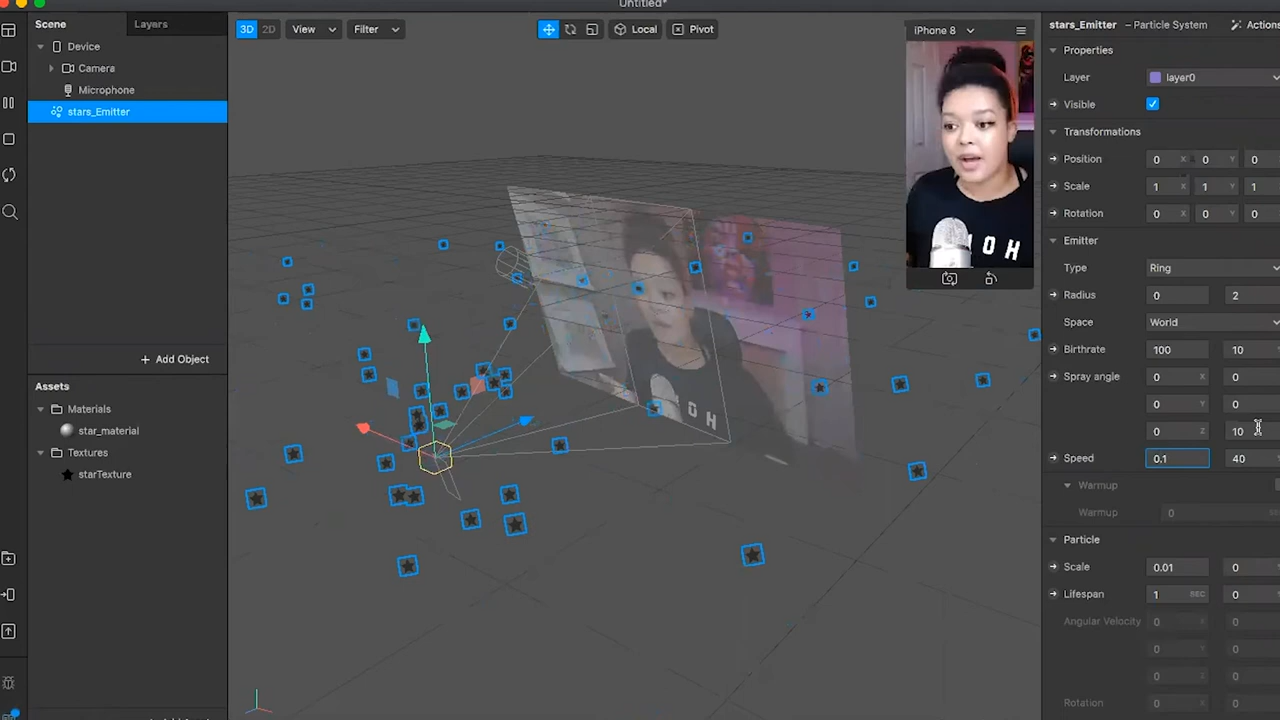 Untitled*
Scene
Layers
Device
Camera
Microphone
stars_Emitter
Add Object
Assets
Materials
star_material
Textures
starTexture
3D 2D
View
Filter
Local
Pivot
iPhone 8
stars_Emitter – Particle System
Actions
Properties
Layer layer0
Visible
Transformations
Position 0 X 0 Y 0
Scale 1 X 1 Y 1
Rotation 0 X 0 Y 0
Emitter
Type Ring
Radius 0 2
Space World
Birthrate 100 10
Spray angle 0 X 0
0 Y 0
0 Z 10
Speed 0.1 40
Warmup
Warmup 0
Particle
Scale 0.01 0
Lifespan 1 SEC 0
Angular Velocity 0 0
0 0
0 0
Rotation 0 0